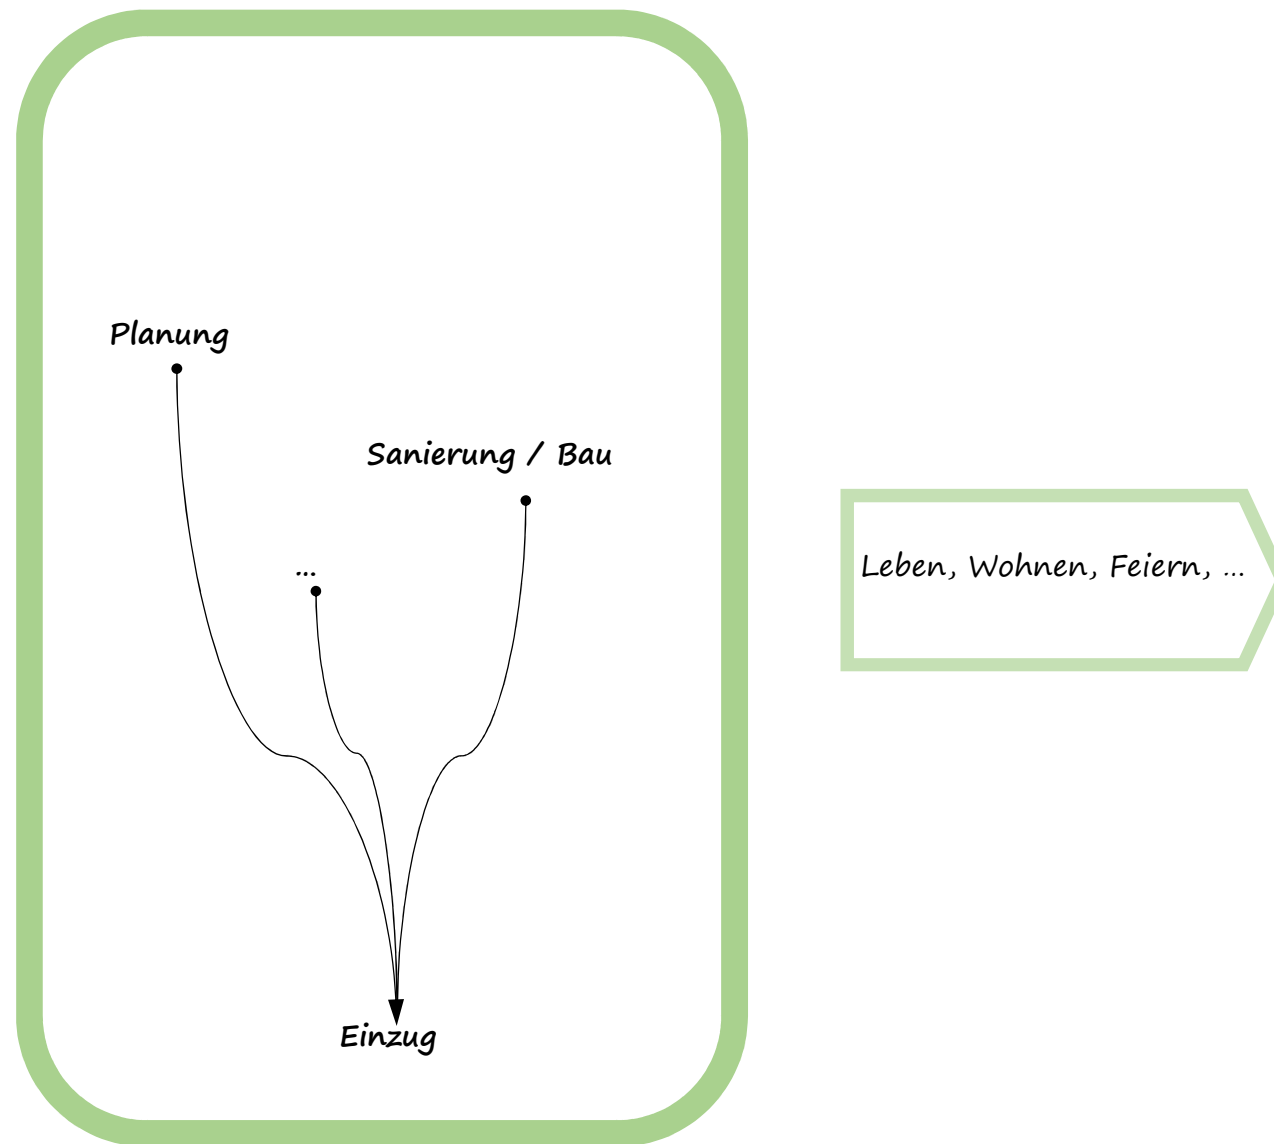 Planung
Sanierung / Bau
...
Leben, Wohnen, Feiern, ...
Einzug